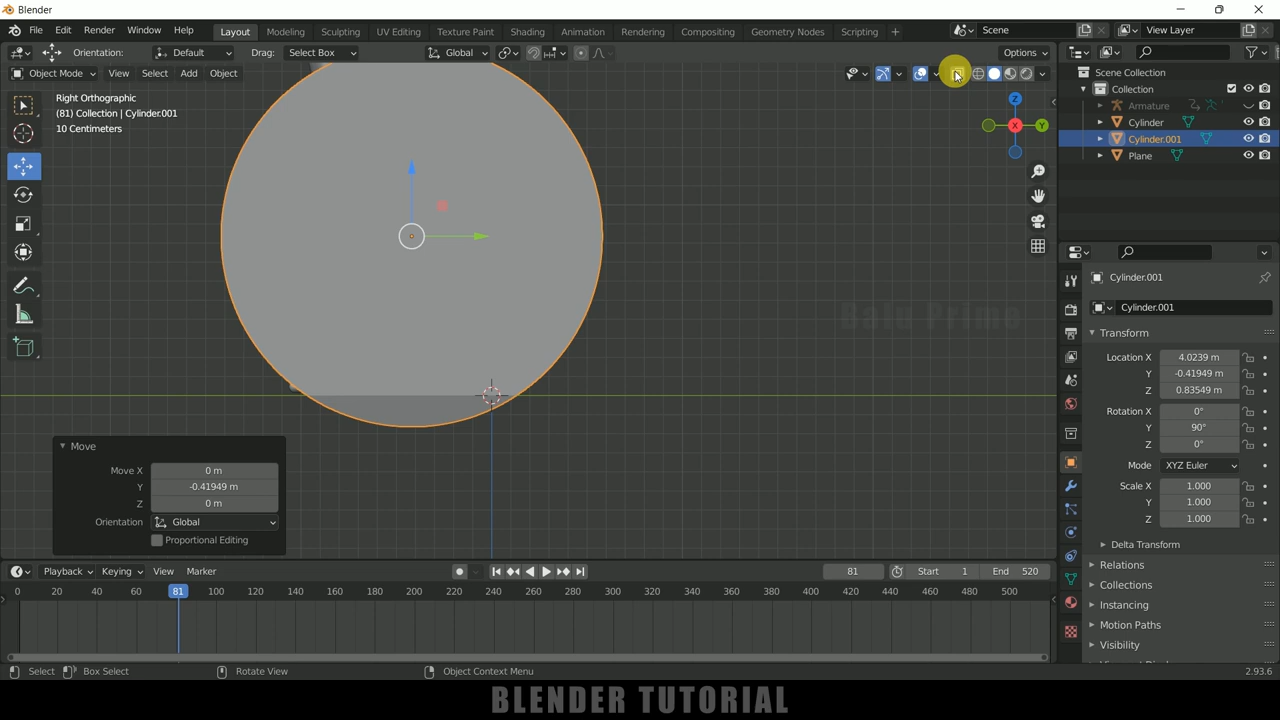 Blender
File Edit Render Window Help Layout Modeling Sculpting UV Editing Texture Paint Shading Animation Rendering Compositing Geometry Nodes Scripting + Scene View Layer
Orientation: Default Drag: Select Box Global Options
Object Mode View Select Add Object
Right Orthographic
(81) Collection | Cylinder.001
10 Centimeters
Z
X
Y
Scene Collection
Collection
Armature
Cylinder
Cylinder.001
Plane
Cylinder.001
Cylinder.001
Transform
Location X 4.0239 m
Y -0.41949 m
Z 0.83549 m
Rotation X 0°
Y 90°
Z 0°
Mode XYZ Euler
Scale X 1.000
Y 1.000
Z 1.000
Delta Transform
Relations
Collections
Instancing
Motion Paths
Visibility
Batu Prime
Move
Move X 0 m
Y -0.41949 m
Z 0 m
Orientation Global
Proportional Editing
Playback Keying View Marker 81 Start 1 End 520
0 20 40 60 81 100 120 140 160 180 200 220 240 260 280 300 320 340 360 380 400 420 440 460 480 500
Select Box Select Rotate View Object Context Menu 2.93.6
BLENDER TUTORIAL